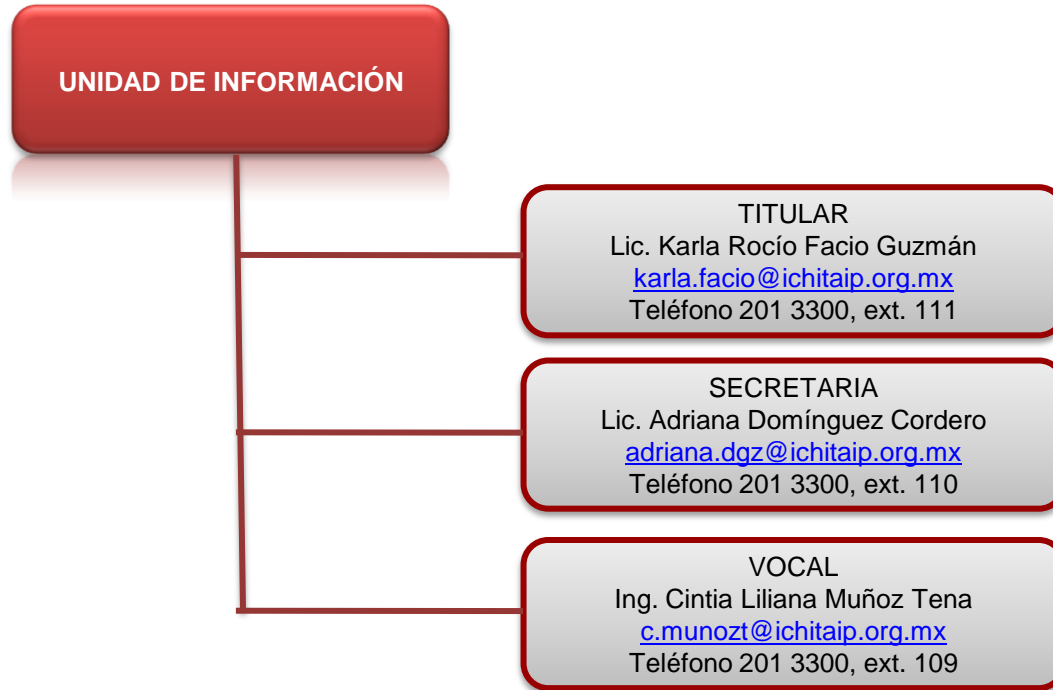 UNIDAD DE INFORMACIÓN
TITULAR
Lic. Karla Rocío Facio Guzmán
karla.facio@ichitaip.org.mx
Teléfono 201 3300, ext. 111
SECRETARIA
Lic. Adriana Domínguez Cordero
adriana.dgz@ichitaip.org.mx
Teléfono 201 3300, ext. 110
VOCAL
Ing. Cintia Liliana Muñoz Tena
c.munozt@ichitaip.org.mx
Teléfono 201 3300, ext. 109